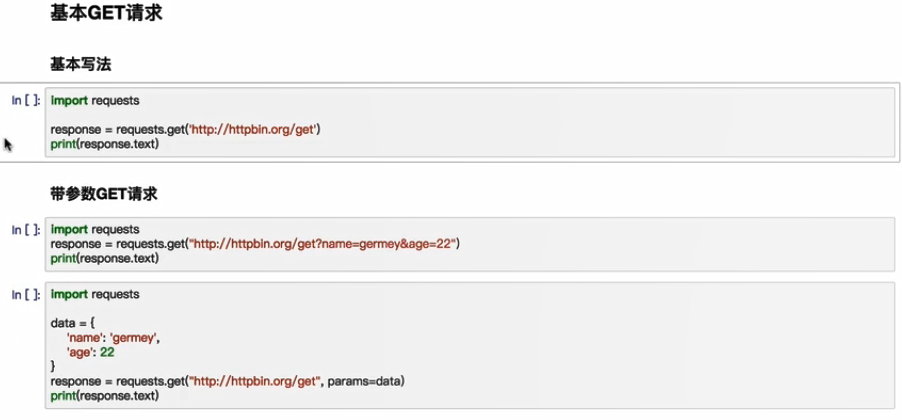 基本GET请求
基本写法
In [ ]:
import requests
response = requests.get('http://httpbin.org/get')
print(response.text)
带参数GET请求
In [ ]:
import requests
response = requests.get("http://httpbin.org/get?name=germey&age=22")
print(response.text)
In [ ]:
import requests
data = {
'name': 'germey',
'age': 22
}
response = requests.get("http://httpbin.org/get", params=data)
print(response.text)